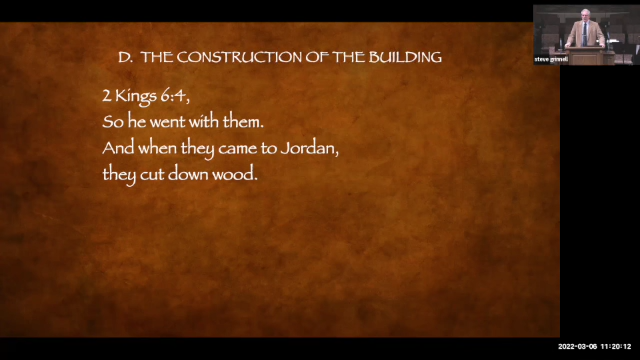 D. THE CONSTRUCTION OF THE BUILDING
2 Kings 6:4,
So he went with them.
And when they came to Jordan,
they cut down wood.
steve grinnell
2022-03-06 11:20:12